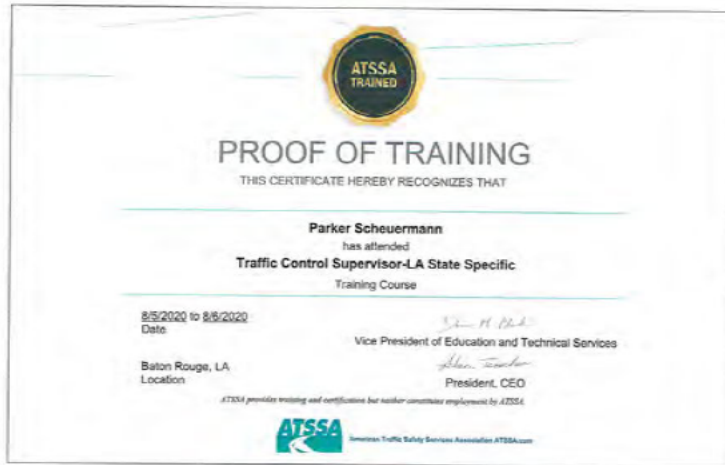 ATSSA
TRAINED
PROOF OF TRAINING
THIS CERTIFICATE HEREBY RECOGNIZES THAT
Parker Scheuermann
has attended
Traffic Control Supervisor-LA State Specific
Training Course
8/5/2020 to 8/6/2020
Date
Vice President of Education and Technical Services
Baton Rouge, LA
Location
President, CEO
ATSSA provides training and certification but neither constitutes employment by ATSSA.
ATSSA
American Traffic Safety Services Association ATSSA.com